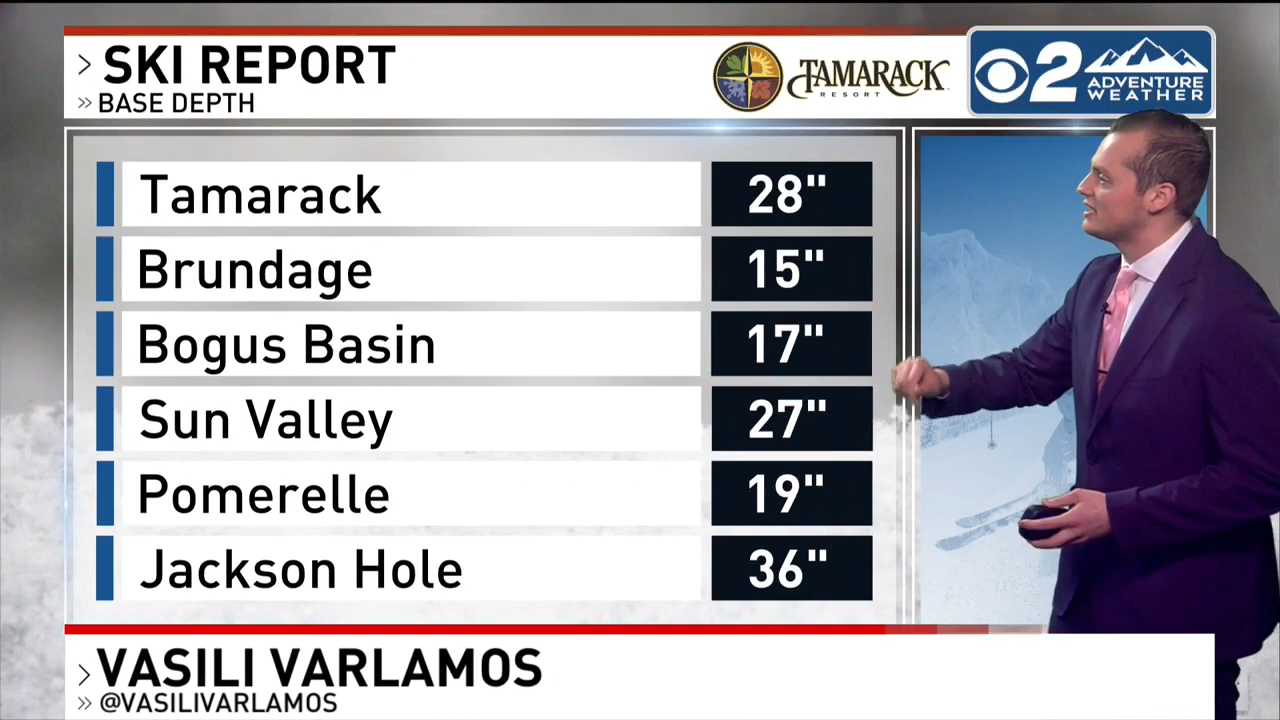 SKI REPORT
BASE DEPTH
TAMARACK
RESORT
2
ADVENTURE
WEATHER
Tamarack 28"
Brundage 15"
Bogus Basin 17"
Sun Valley 27"
Pomerelle 19"
Jackson Hole 36"
VASILI VARLAMOS
@VASILIVARLAMOS